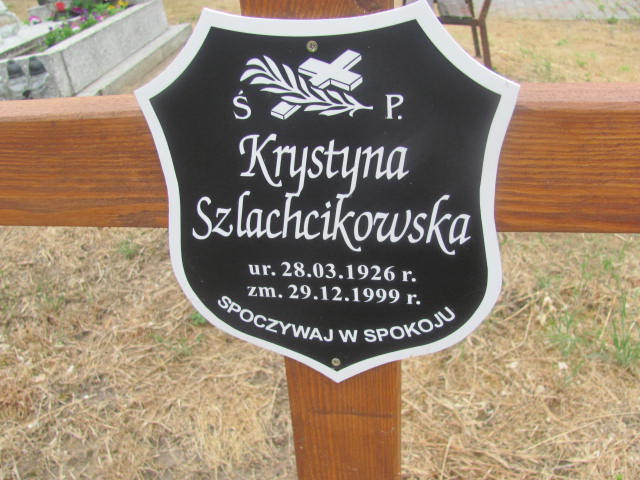 Ś P.
Krystyna
Szlachcikowska
ur. 28.03.1926 r.
zm. 29.12.1999 r.
SPOCZYWAJ W SPOKOJU